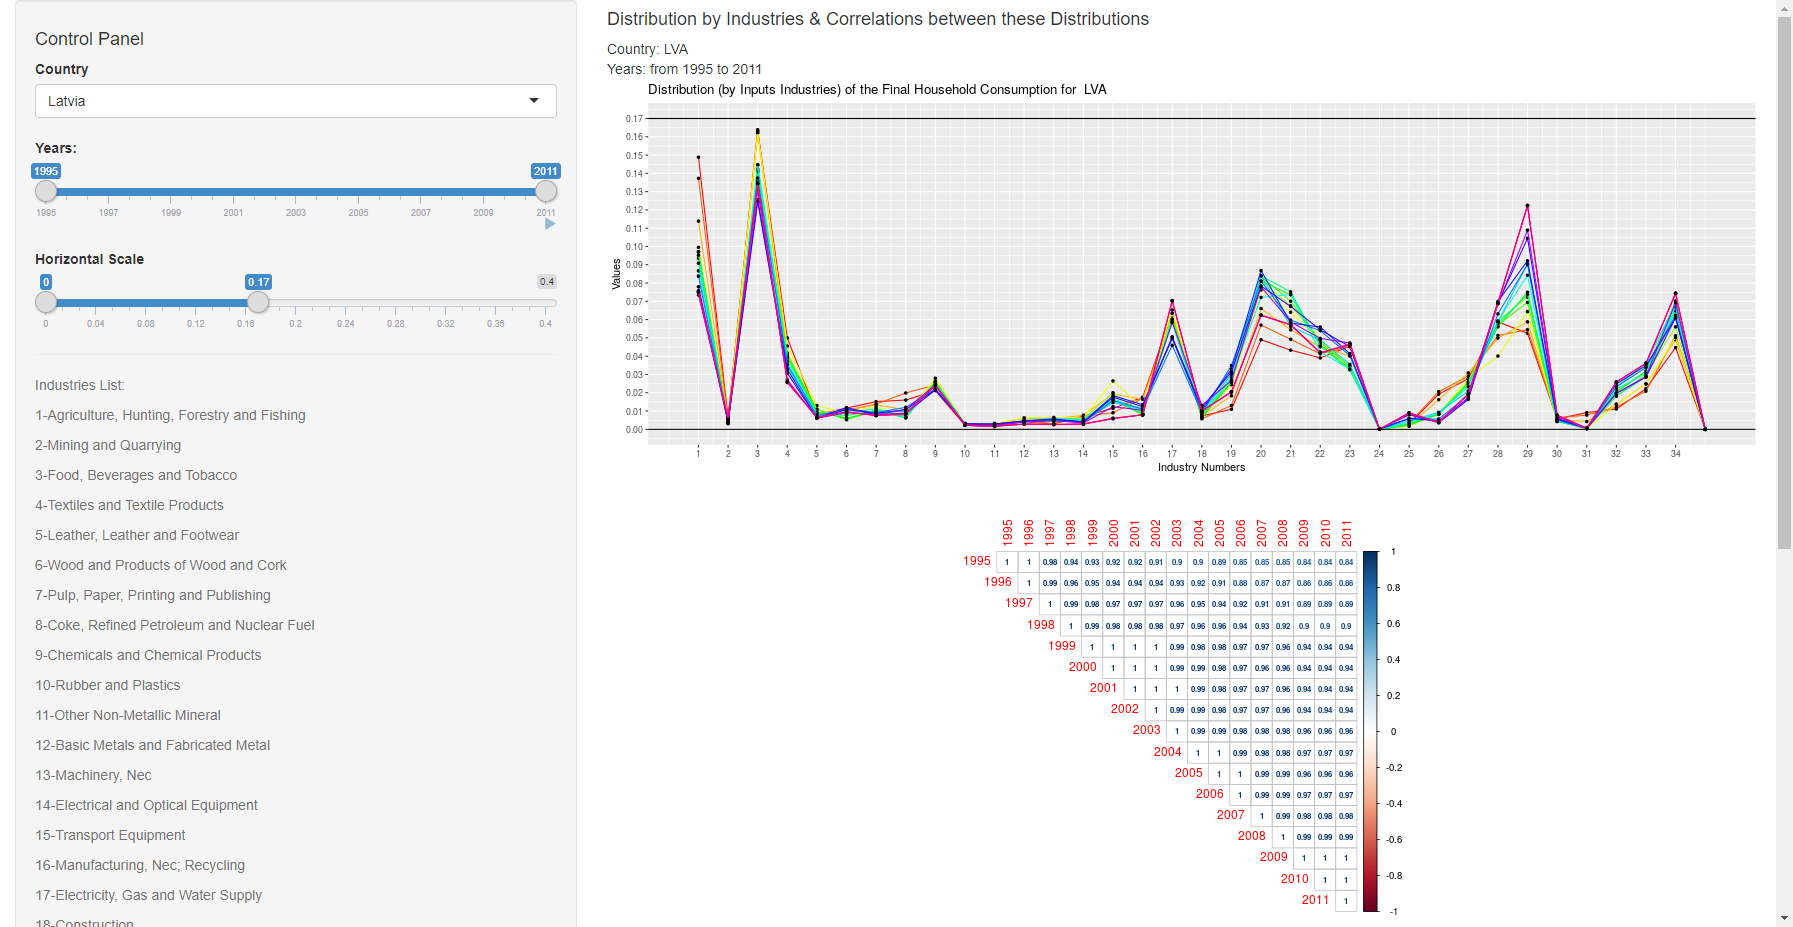 Control Panel
Country
Latvia
Years:
1995 2011
1995 1997 1999 2001 2003 2005 2007 2009 2011
Horizontal Scale
0 0.17 0.4
0 0.04 0.08 0.12 0.16 0.2 0.24 0.28 0.32 0.36 0.4
Industries List:
1-Agriculture, Hunting, Forestry and Fishing
2-Mining and Quarrying
3-Food, Beverages and Tobacco
4-Textiles and Textile Products
5-Leather, Leather and Footwear
6-Wood and Products of Wood and Cork
7-Pulp, Paper, Printing and Publishing
8-Coke, Refined Petroleum and Nuclear Fuel
9-Chemicals and Chemical Products
10-Rubber and Plastics
11-Other Non-Metallic Mineral
12-Basic Metals and Fabricated Metal
13-Machinery, Nec
14-Electrical and Optical Equipment
15-Transport Equipment
16-Manufacturing, Nec; Recycling
17-Electricity, Gas and Water Supply
18-Construction
Distribution by Industries & Correlations between these Distributions
Country: LVA
Years: from 1995 to 2011
Distribution (by Inputs Industries) of the Final Household Consumption for LVA
Values
0.17
0.16
0.15
0.14
0.13
0.12
0.11
0.10
0.09
0.08
0.07
0.06
0.05
0.04
0.03
0.02
0.01
0.00
1 2 3 4 5 6 7 8 9 10 11 12 13 14 15 16 17 18 19 20 21 22 23 24 25 26 27 28 29 30 31 32 33 34
Industry Numbers
1995 1996 1997 1998 1999 2000 2001 2002 2003 2004 2005 2006 2007 2008 2009 2010 2011
1995 1 1 0.98 0.94 0.93 0.92 0.92 0.91 0.9 0.9 0.89 0.85 0.85 0.85 0.84 0.84 0.84
1996 1 0.99 0.96 0.95 0.94 0.94 0.94 0.93 0.92 0.91 0.88 0.87 0.87 0.86 0.86 0.86
1997 1 0.99 0.98 0.97 0.97 0.97 0.96 0.95 0.94 0.92 0.91 0.91 0.89 0.89 0.89
1998 1 0.99 0.98 0.98 0.98 0.97 0.96 0.96 0.94 0.93 0.92 0.9 0.9 0.9
1999 1 1 1 1 0.99 0.98 0.98 0.97 0.97 0.96 0.94 0.94 0.94
2000 1 1 1 0.99 0.99 0.98 0.97 0.96 0.96 0.94 0.94 0.94
2001 1 1 1 0.99 0.98 0.97 0.97 0.96 0.94 0.94 0.94
2002 1 0.99 0.99 0.98 0.97 0.97 0.96 0.94 0.94 0.94
2003 1 0.99 0.99 0.98 0.98 0.98 0.96 0.96 0.96
2004 1 1 0.99 0.98 0.98 0.97 0.97 0.97
2005 1 1 0.99 0.99 0.96 0.96 0.96
2006 1 0.99 0.99 0.97 0.97 0.97
2007 1 0.99 0.98 0.98 0.98
2008 1 0.99 0.99 0.99
2009 1 1 1
2010 1 1
2011 1
1
0.8
0.6
0.4
0.2
0
-0.2
-0.4
-0.6
-0.8
-1